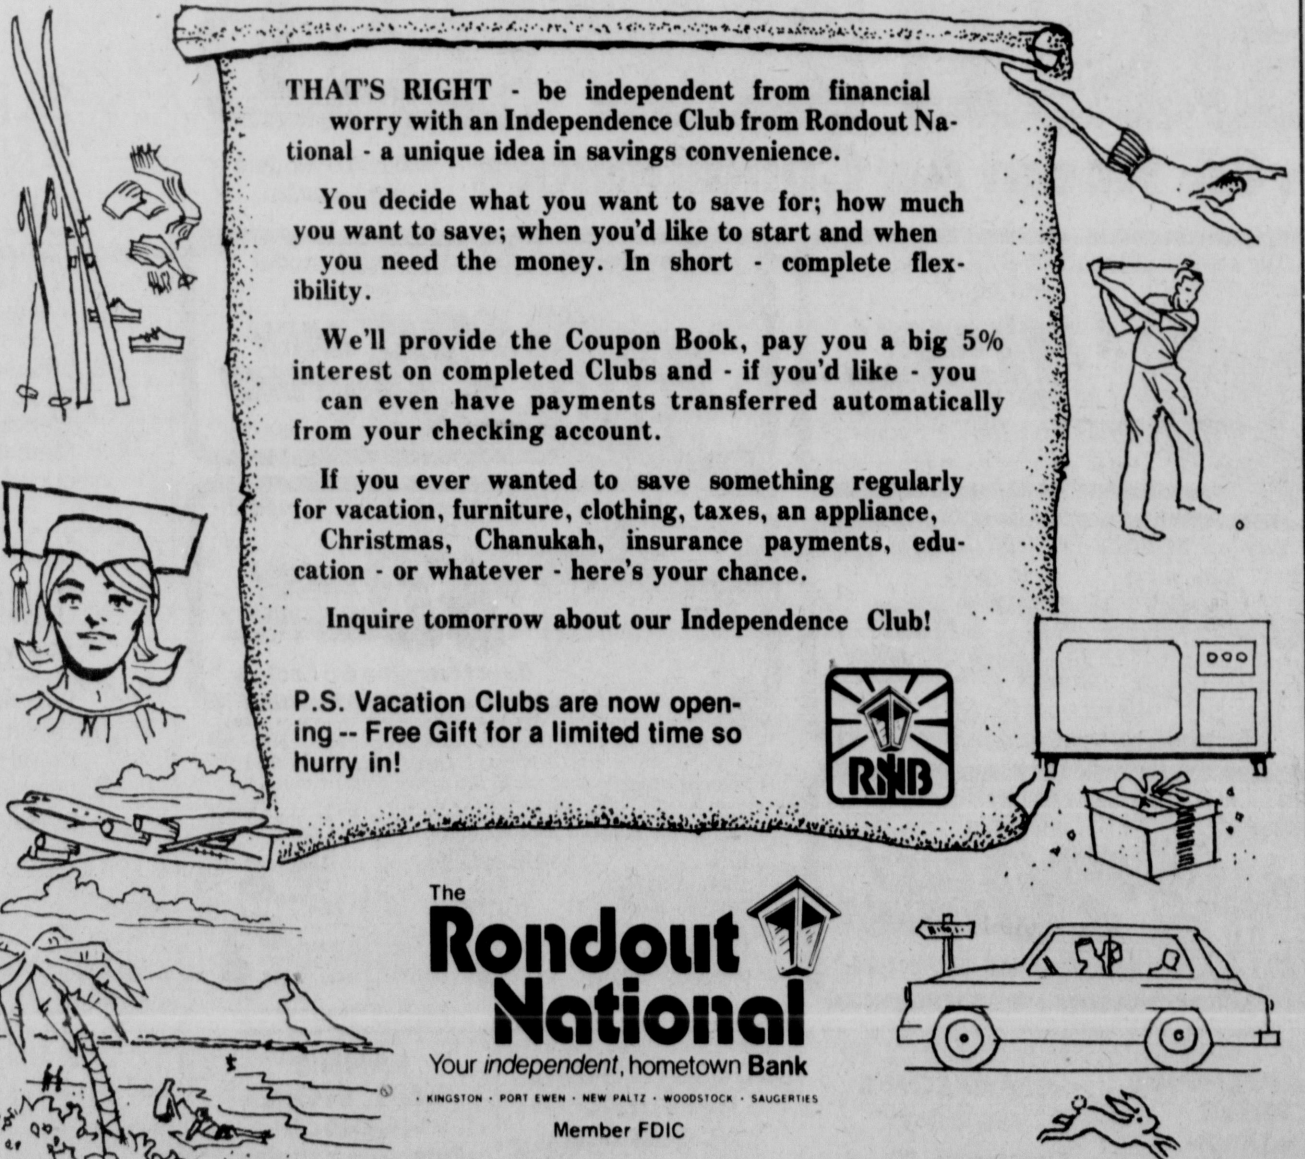 THAT'S RIGHT - be independent from financial
worry with an Independence Club from Rondout Na-
tional - a unique idea in savings convenience.
You decide what you want to save for; how much
you want to save; when you'd like to start and when
you need the money. In short - complete flex-
ibility.
We'll provide the Coupon Book, pay you a big 5%
interest on completed Clubs and - if you'd like - you
can even have payments transferred automatically
from your checking account.
If you ever wanted to save something regularly
for vacation, furniture, clothing, taxes, an appliance,
Christmas, Chanukah, insurance payments, edu-
cation - or whatever - here's your chance.
Inquire tomorrow about our Independence Club!
P.S. Vacation Clubs are now open-
ing -- Free Gift for a limited time so
hurry in!
RNB
The
Rondout
National
Your independent, hometown Bank
· KINGSTON · PORT EWEN · NEW PALTZ · WOODSTOCK · SAUGERTIES
Member FDIC